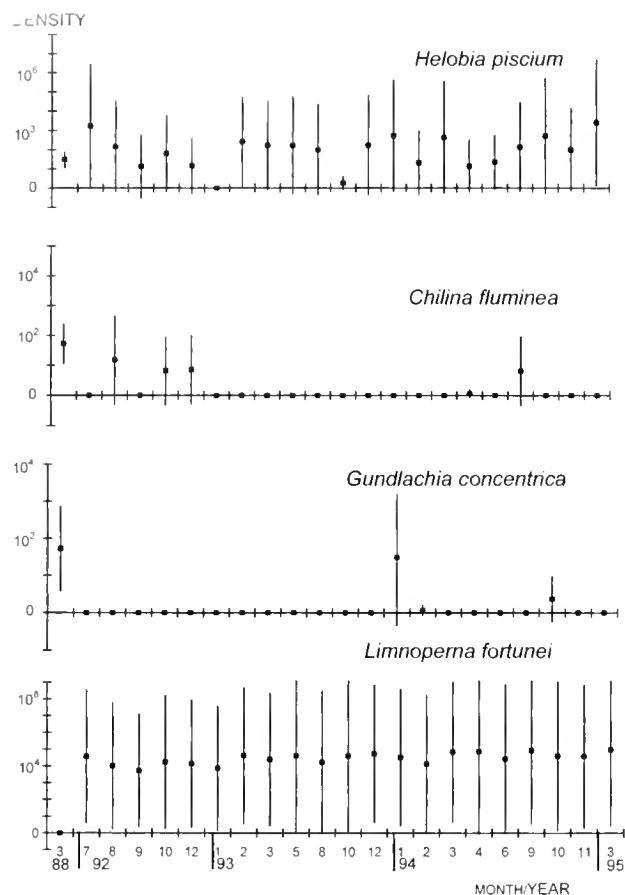 DENSITY
Helobia piscium
10⁶
10³
0
Chilina fluminea
10⁴
10²
0
Gundlachia concentrica
10⁴
10²
0
Limnoperna fortunei
10⁸
10⁴
0
3 7 8 9 10 12 1 2 3 5 8 10 12 1 2 3 4 6 9 10 11 3
88 92 93 94 95
MONTH/YEAR